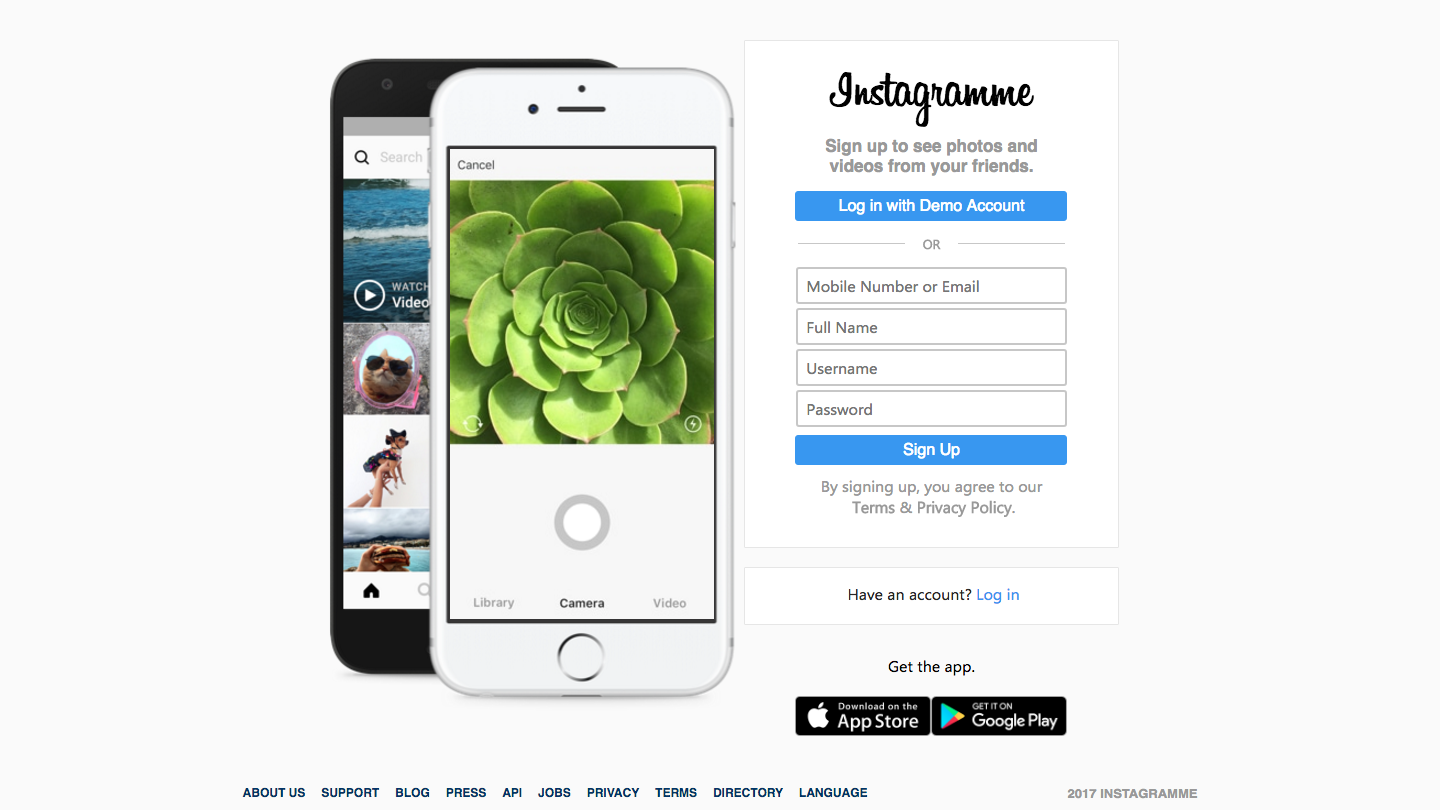 Search
WATCH
Video
Cancel
Library
Camera
Video
Instagramme
Sign up to see photos and
videos from your friends.
Log in with Demo Account
OR
Mobile Number or Email
Full Name
Username
Password
Sign Up
By signing up, you agree to our
Terms & Privacy Policy.
Have an account? Log in
Get the app.
Download on the
App Store
GET IT ON
Google Play
ABOUT US SUPPORT BLOG PRESS API JOBS PRIVACY TERMS DIRECTORY LANGUAGE
2017 INSTAGRAMME